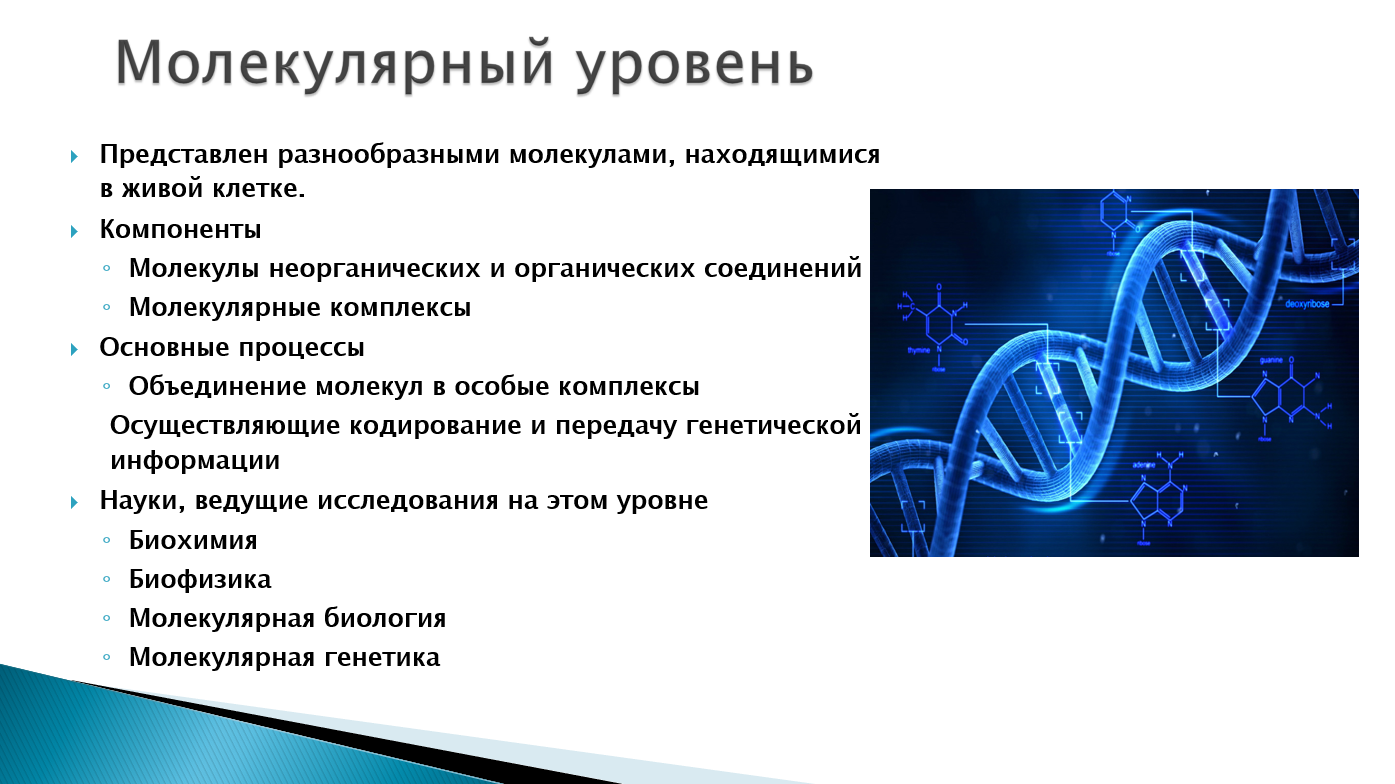 Молекулярный уровень
Представлен разнообразными молекулами, находящимися
в живой клетке.
Компоненты
Молекулы неорганических и органических соединений
Молекулярные комплексы
Основные процессы
Объединение молекул в особые комплексы
Осуществляющие кодирование и передачу генетической
информации
Науки, ведущие исследования на этом уровне
Биохимия
Биофизика
Молекулярная биология
Молекулярная генетика
deoxyribose
thymine
guanine
adenine